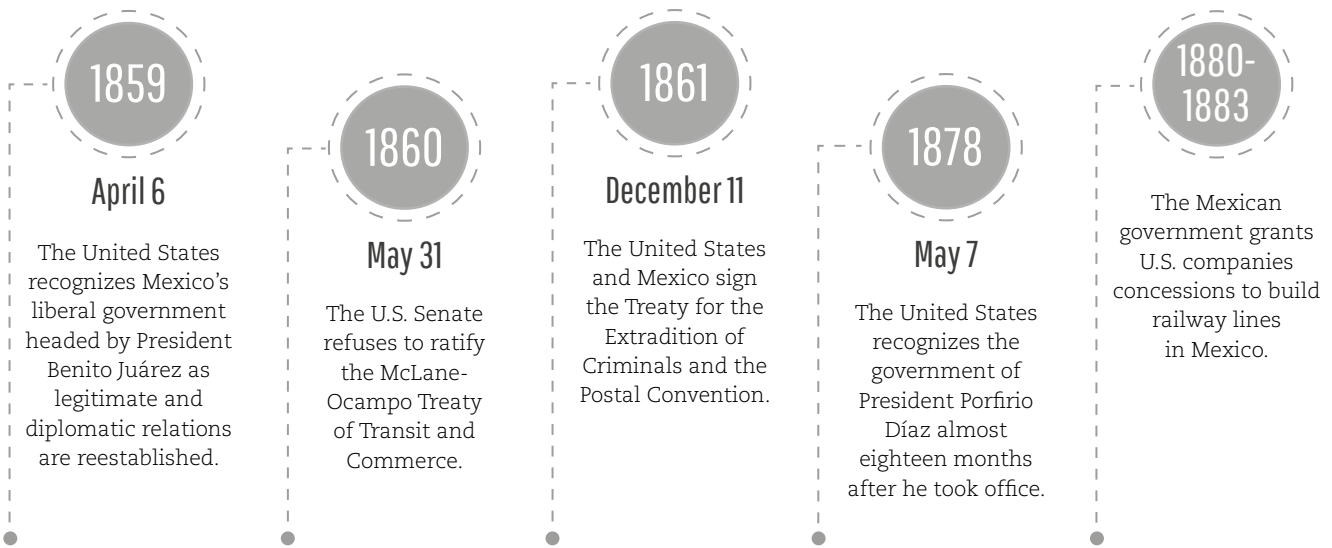 1859
April 6
The United States
recognizes Mexico’s
liberal government
headed by President
Benito Juárez as
legitimate and
diplomatic relations
are reestablished.
1860
May 31
The U.S. Senate
refuses to ratify
the McLane-
Ocampo Treaty
of Transit and
Commerce.
1861
December 11
The United States
and Mexico sign
the Treaty for the
Extradition of
Criminals and the
Postal Convention.
1878
May 7
The United States
recognizes the
government of
President Porfirio
Díaz almost
eighteen months
after he took office.
1880-
1883
The Mexican
government grants
U.S. companies
concessions to build
railway lines
in Mexico.